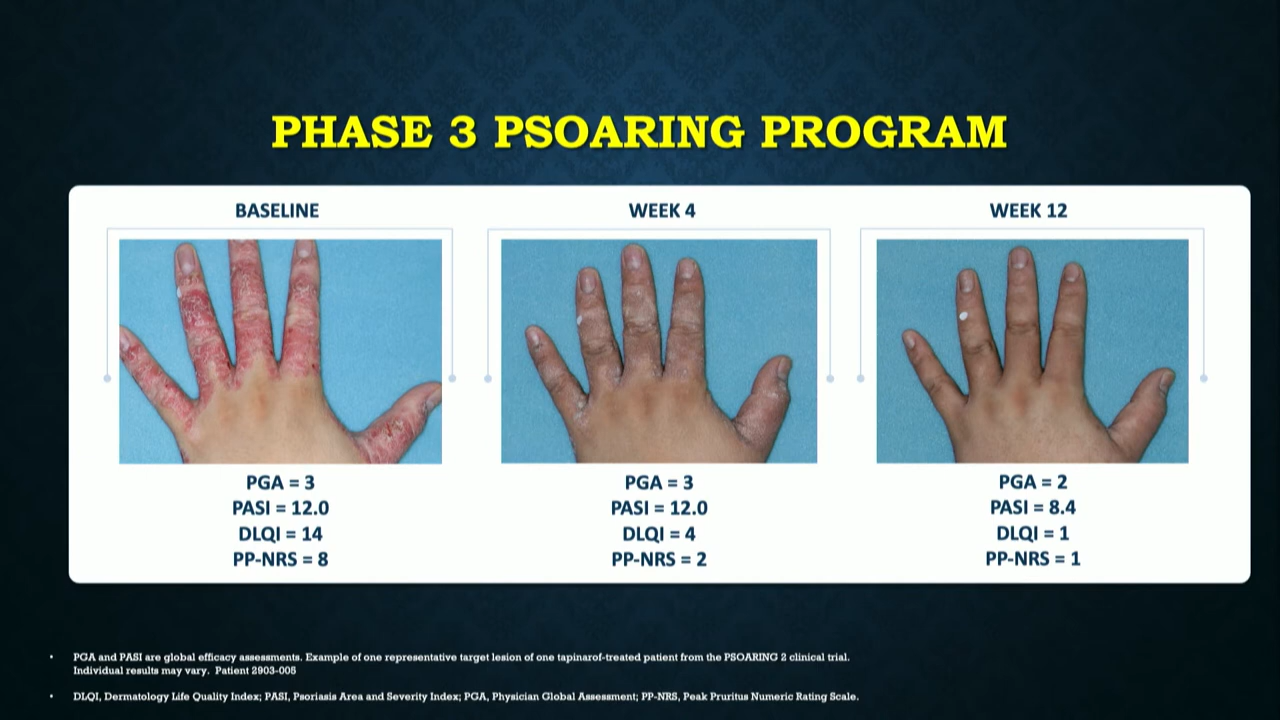 PHASE 3 PSOARING PROGRAM
BASELINE
PGA = 3
PASI = 12.0
DLQI = 14
PP-NRS = 8
WEEK 4
PGA = 3
PASI = 12.0
DLQI = 4
PP-NRS = 2
WEEK 12
PGA = 2
PASI = 8.4
DLQI = 1
PP-NRS = 1
• PGA and PASI are global efficacy assessments. Example of one representative target lesion of one tapinarof-treated patient from the PSOARING 2 clinical trial.
Individual results may vary. Patient 2903-005
• DLQI, Dermatology Life Quality Index; PASI, Psoriasis Area and Severity Index; PGA, Physician Global Assessment; PP-NRS, Peak Pruritus Numeric Rating Scale.